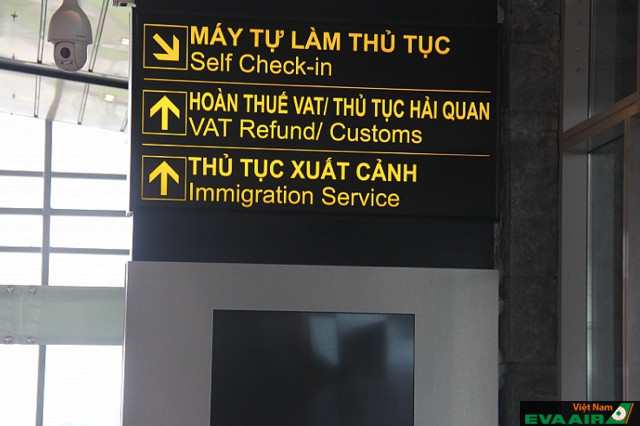 MÁY TỰ LÀM THỦ TỤC
Self Check-in
HOÀN THUẾ VAT/ THỦ TỤC HẢI QUAN
VAT Refund/ Customs
THỦ TỤC XUẤT CẢNH
Immigration Service
Việt Nam
EVA AIR